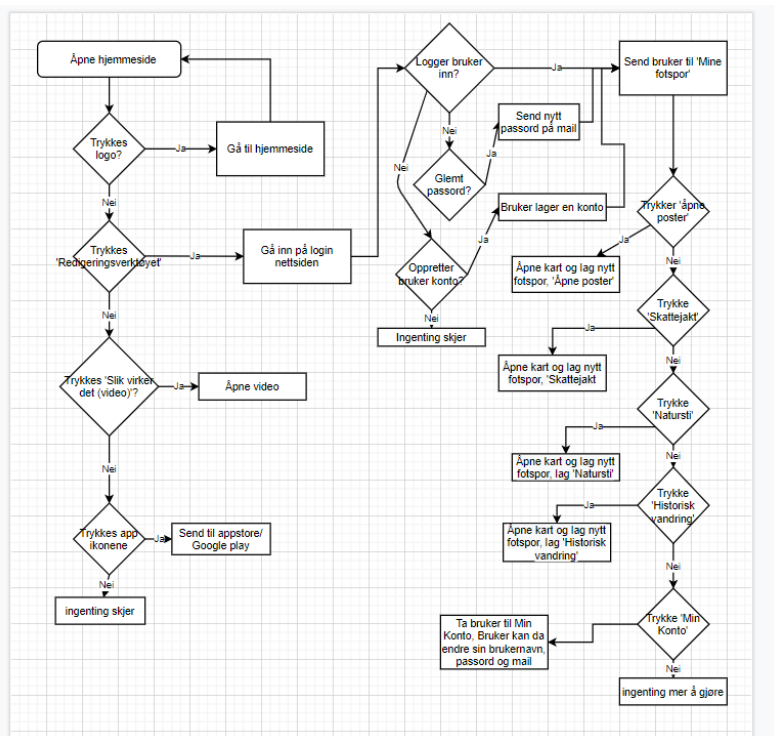 Åpne hjemmeside
Trykkes
logo?
Ja
Gå til hjemmeside
Nei
Trykkes
'Redigeringsverktøyet'
Ja
Gå inn på login
nettsiden
Nei
Trykkes 'Slik virker
det (video)'?
Ja
Åpne video
Nei
Trykkes app
ikonene
Ja
Send til appstore/
Google play
Nei
ingenting skjer
Logger bruker
inn?
Ja
Send bruker til 'Mine
fotspor'
Nei
Glemt
passord?
Ja
Send nytt
passord på mail
Nei
Oppretter
bruker konto?
Ja
Bruker lager en konto
Nei
Ingenting skjer
Trykker 'åpne
poster'
Ja
Åpne kart og lag nytt
fotspor, 'Åpne poster'
Nei
Trykke
'Skattejakt'
Ja
Åpne kart og lag nytt
fotspor, 'Skattejakt
Nei
Trykke
'Natursti'
Ja
Åpne kart og lag nytt
fotspor, lag 'Natursti'
Nei
Trykke
'Historisk
vandring'
Ja
Åpne kart og lag nytt
fotspor, lag 'Historisk
vandring'
Nei
Trykke 'Min
Konto'
Ta bruker til Min
Konto, Bruker kan da
endre sin brukernavn,
passord og mail
Nei
ingenting mer å gjøre